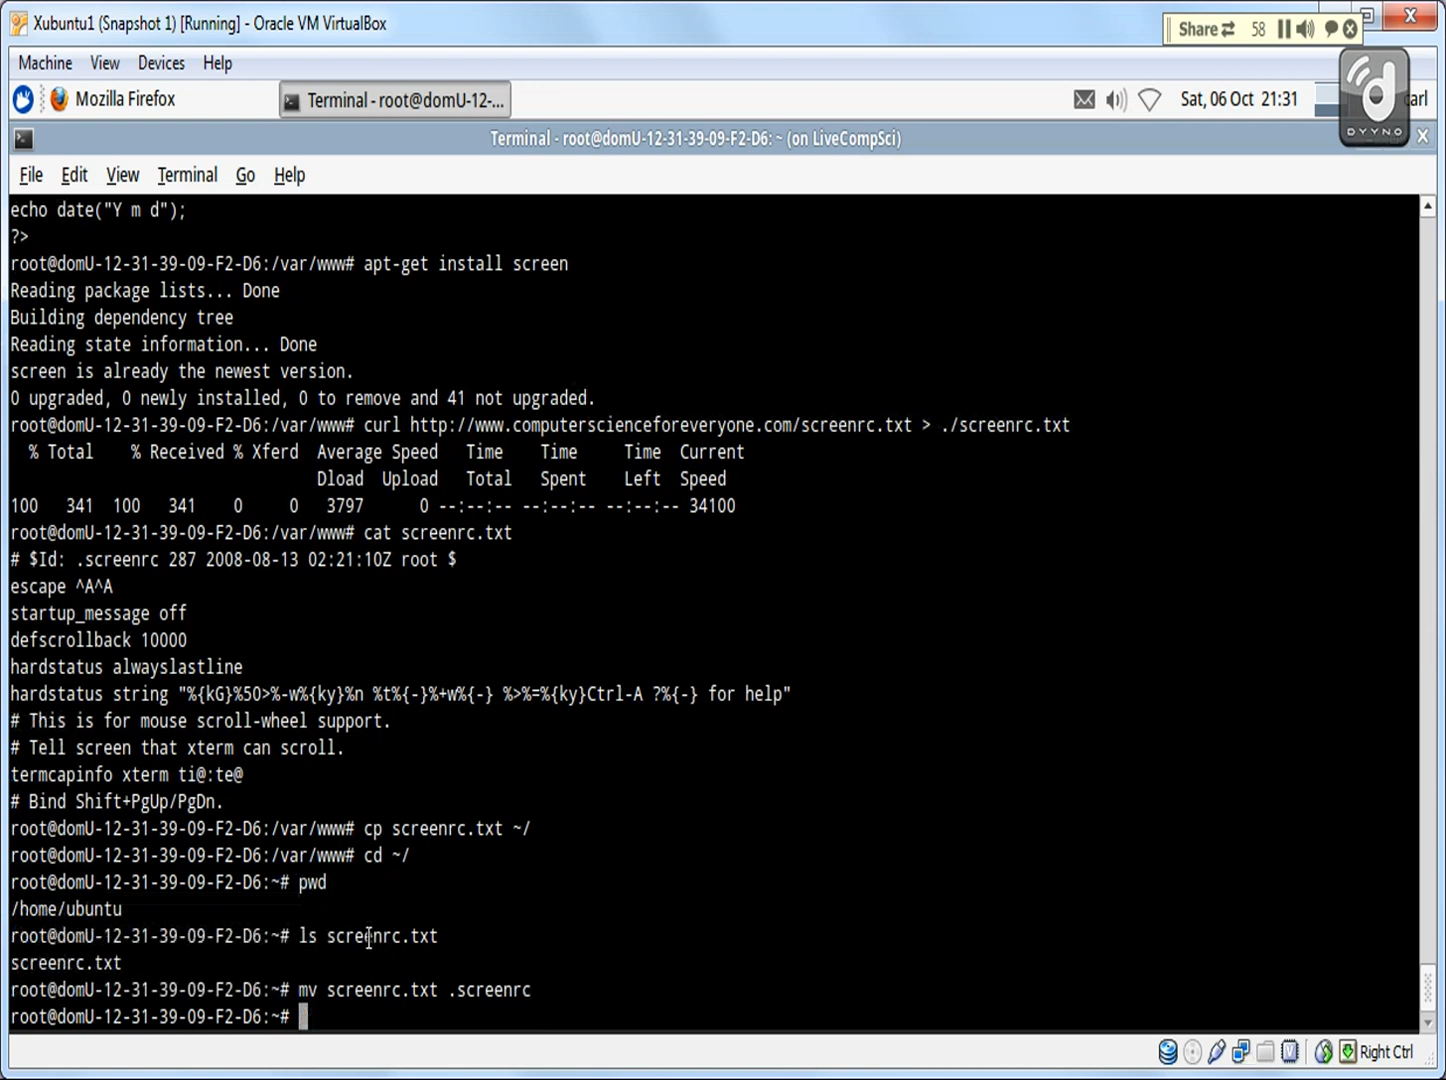 Xubuntu1 (Snapshot 1) [Running] - Oracle VM VirtualBox
Share 58
Machine View Devices Help
Mozilla Firefox Terminal - root@domU-12-... Sat, 06 Oct 21:31 carl
DYYNO
Terminal - root@domU-12-31-39-09-F2-D6: ~ (on LiveCompSci)
File Edit View Terminal Go Help
echo date("Y m d");
?>
root@domU-12-31-39-09-F2-D6:/var/www# apt-get install screen
Reading package lists... Done
Building dependency tree
Reading state information... Done
screen is already the newest version.
0 upgraded, 0 newly installed, 0 to remove and 41 not upgraded.
root@domU-12-31-39-09-F2-D6:/var/www# curl http://www.computerscienceforeveryone.com/screenrc.txt > ./screenrc.txt
% Total % Received % Xferd Average Speed Time Time Time Current
Dload Upload Total Spent Left Speed
100 341 100 341 0 0 3797 0 --:--:-- --:--:-- --:--:-- 34100
root@domU-12-31-39-09-F2-D6:/var/www# cat screenrc.txt
# $Id: .screenrc 287 2008-08-13 02:21:10Z root $
escape ^A^A
startup_message off
defscrollback 10000
hardstatus alwayslastline
hardstatus string "%{kG}%50>%-w%{ky}%n %t%{-}%+w%{-} %>%=%{ky}Ctrl-A ?%{-} for help"
# This is for mouse scroll-wheel support.
# Tell screen that xterm can scroll.
termcapinfo xterm ti@:te@
# Bind Shift+PgUp/PgDn.
root@domU-12-31-39-09-F2-D6:/var/www# cp screenrc.txt ~/
root@domU-12-31-39-09-F2-D6:/var/www# cd ~/
root@domU-12-31-39-09-F2-D6:~# pwd
/home/ubuntu
root@domU-12-31-39-09-F2-D6:~# ls screenrc.txt
screenrc.txt
root@domU-12-31-39-09-F2-D6:~# mv screenrc.txt .screenrc
root@domU-12-31-39-09-F2-D6:~#
Right Ctrl